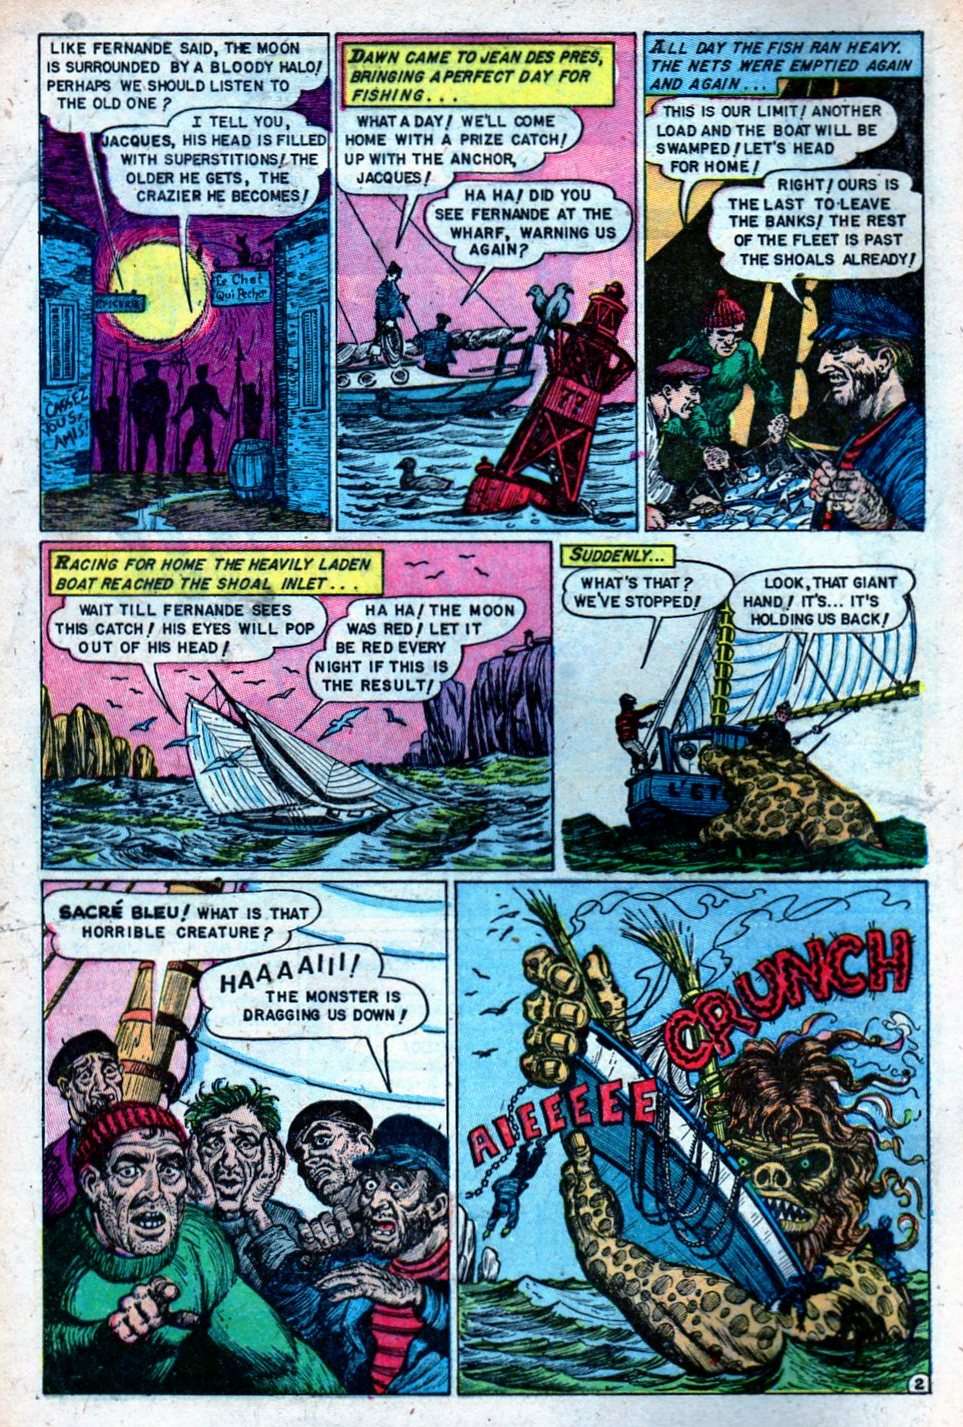 LIKE FERNANDE SAID, THE MOON
IS SURROUNDED BY A BLOODY HALO!
PERHAPS WE SHOULD LISTEN TO
THE OLD ONE?
I TELL YOU,
JACQUES, HIS HEAD IS FILLED
WITH SUPERSTITIONS! THE
OLDER HE GETS, THE
CRAZIER HE BECOMES!
EPICERIE
Le Chat
Qui Peche
CASSEZ
VOUS
AMIS!
DAWN CAME TO JEAN DES PRES,
BRINGING A PERFECT DAY FOR
FISHING...
WHAT A DAY! WE'LL COME
HOME WITH A PRIZE CATCH!
UP WITH THE ANCHOR,
JACQUES!
HA HA! DID YOU
SEE FERNANDE AT THE
WHARF, WARNING US
AGAIN?
77
ALL DAY THE FISH RAN HEAVY.
THE NETS WERE EMPTIED AGAIN
AND AGAIN...
THIS IS OUR LIMIT! ANOTHER
LOAD AND THE BOAT WILL BE
SWAMPED! LET'S HEAD
FOR HOME!
RIGHT! OURS IS
THE LAST TO LEAVE
THE BANKS! THE REST
OF THE FLEET IS PAST
THE SHOALS ALREADY!
RACING FOR HOME THE HEAVILY LADEN
BOAT REACHED THE SHOAL INLET...
WAIT TILL FERNANDE SEES
THIS CATCH! HIS EYES WILL POP
OUT OF HIS HEAD!
HA HA! THE MOON
WAS RED! LET IT
BE RED EVERY
NIGHT IF THIS IS
THE RESULT!
SUDDENLY...
WHAT'S THAT?
WE'VE STOPPED!
LOOK, THAT GIANT
HAND! IT'S... IT'S
HOLDING US BACK!
L'ET
SACRÉ BLEU! WHAT IS THAT
HORRIBLE CREATURE?
HAAAAIII!
THE MONSTER IS
DRAGGING US DOWN!
CRUNCH
AIEEEEEE
2